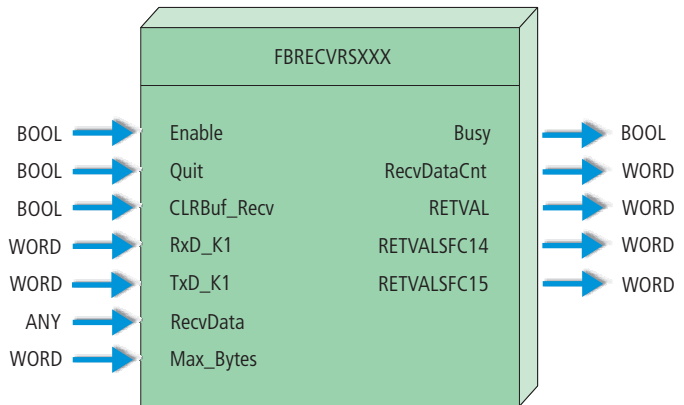 FBRECVRSXXX
BOOL Enable Busy BOOL
BOOL Quit RecvDataCnt WORD
BOOL CLRBuf_Recv RETVAL WORD
WORD RxD_K1 RETVALSFC14 WORD
WORD TxD_K1 RETVALSFC15 WORD
ANY RecvData
WORD Max_Bytes